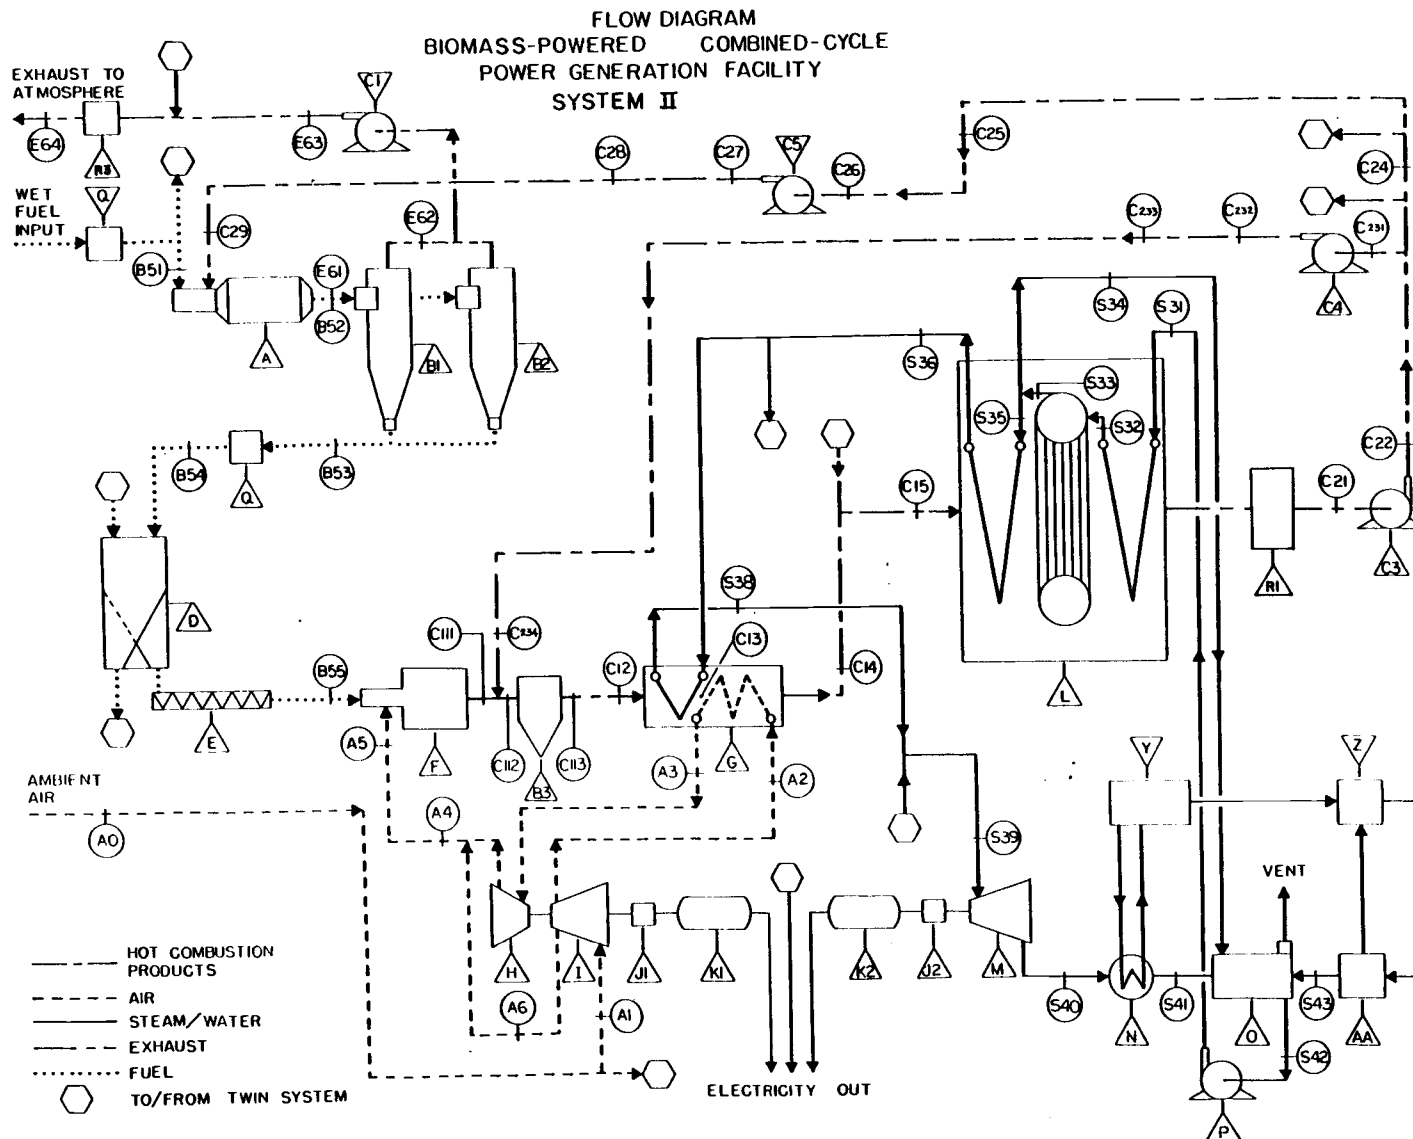 FLOW DIAGRAM
BIOMASS-POWERED COMBINED-CYCLE
POWER GENERATION FACILITY
SYSTEM II
EXHAUST TO
ATMOSPHERE
C1
E64
R3
E63
C28
C27
C5
C26
C25
C24
WET
FUEL
INPUT
Q
C29
E62
C233
C232
C231
B51
E61
B52
A
B1
B2
C4
S34
S31
S36
S33
S35
S32
C22
B54
Q
B53
C15
C21
R1
C3
D
S38
C111
C234
C13
C12
C14
L
B55
E
A5
F
C112
B3
C113
A3
G
A2
Y
Z
AMBIENT
AIR
A0
A4
S39
VENT
H
I
J1
K1
K2
J2
M
S40
N
S41
O
S43
AA
A6
A1
S42
HOT COMBUSTION
PRODUCTS
AIR
STEAM/WATER
EXHAUST
FUEL
TO/FROM TWIN SYSTEM
ELECTRICITY OUT
P